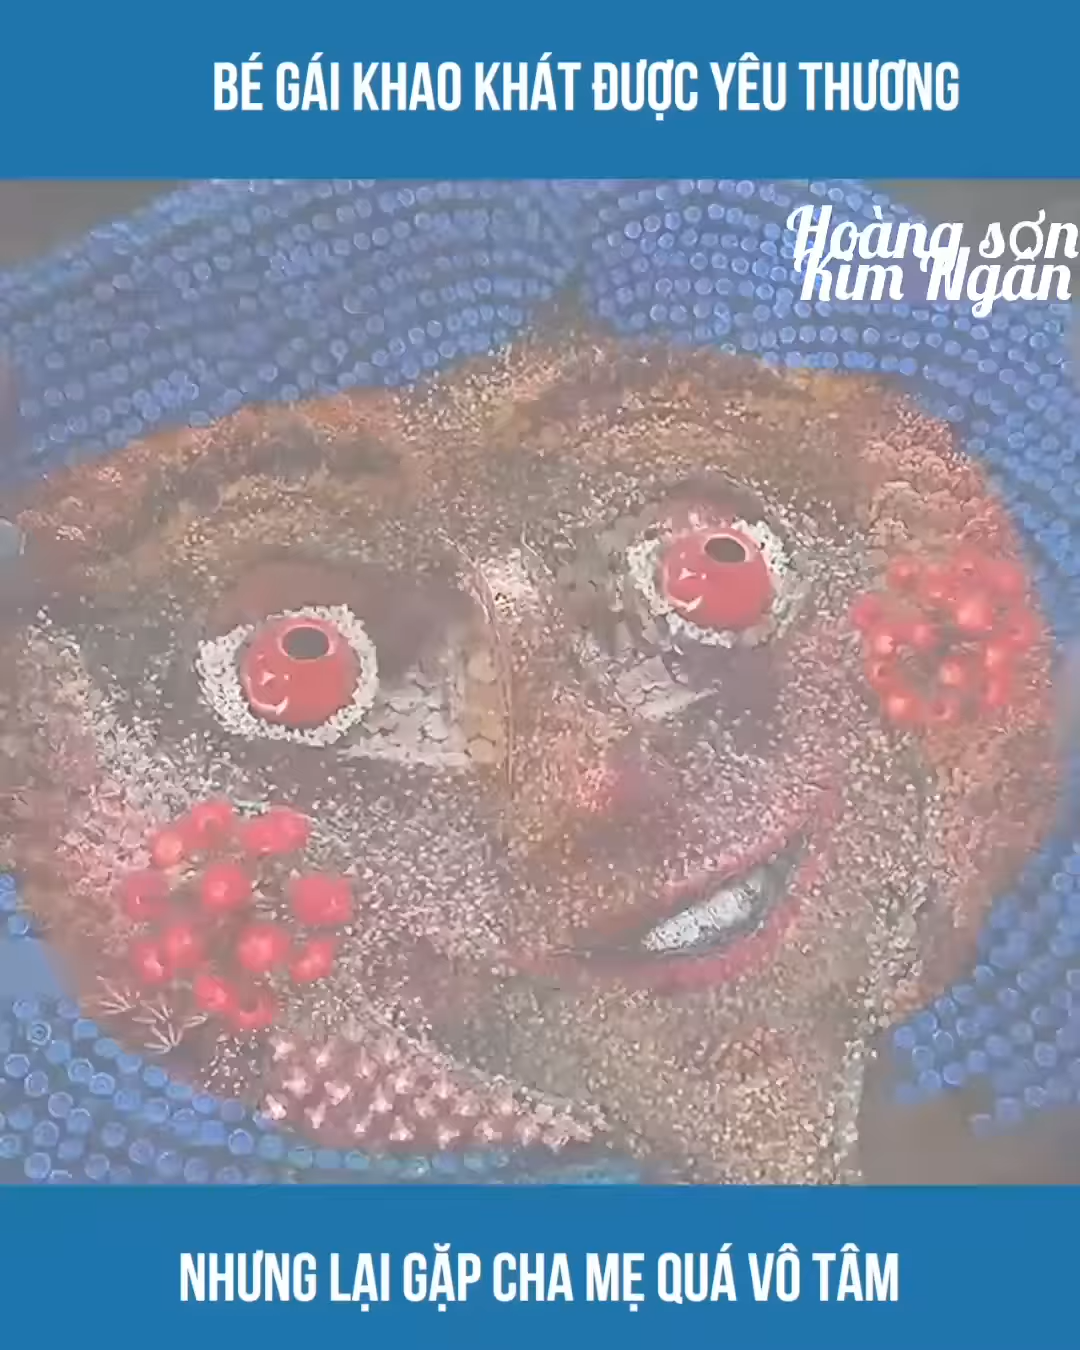 BÉ GÁI KHAO KHÁT ĐƯỢC YÊU THƯƠNG
Hoàng sơn
Kim Ngân
NHƯNG LẠI GẶP CHA MẸ QUÁ VÔ TÂM